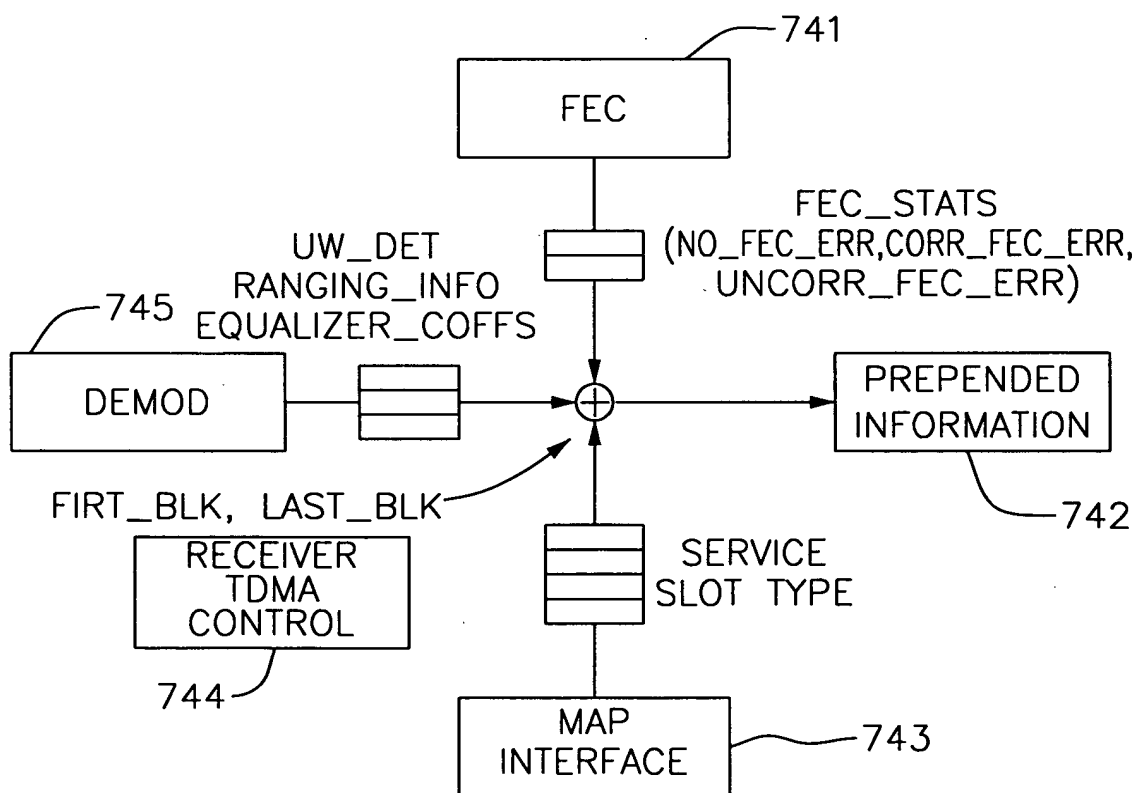 741
FEC
FEC_STATS
(NO_FEC_ERR,CORR_FEC_ERR,
UNCORR_FEC_ERR)
UW_DET
RANGING_INFO
EQUALIZER_COFFS
745
DEMOD
PREPENDED
INFORMATION
742
FIRT_BLK, LAST_BLK
RECEIVER
TDMA
CONTROL
744
SERVICE
SLOT TYPE
MAP
INTERFACE
743